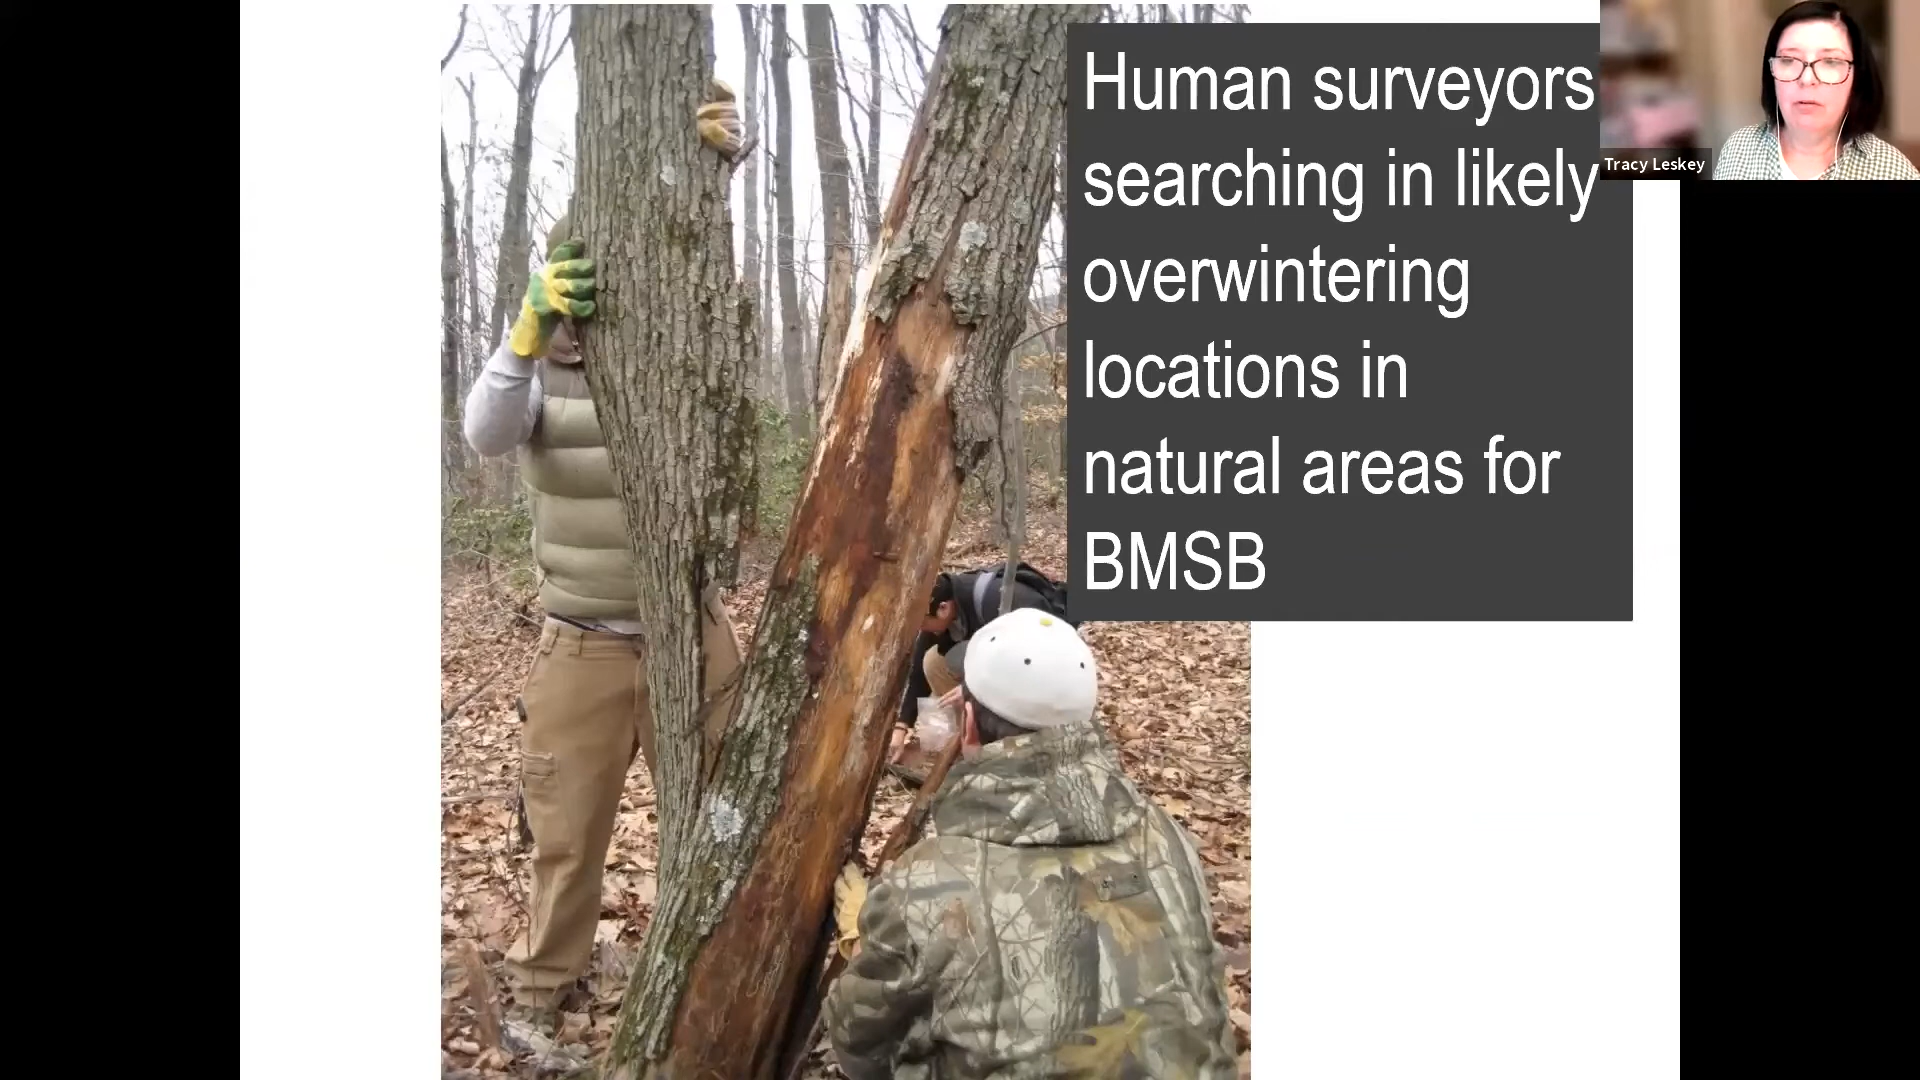 Human surveyors
searching in likely
overwintering
locations in
natural areas for
BMSB
Tracy Leskey